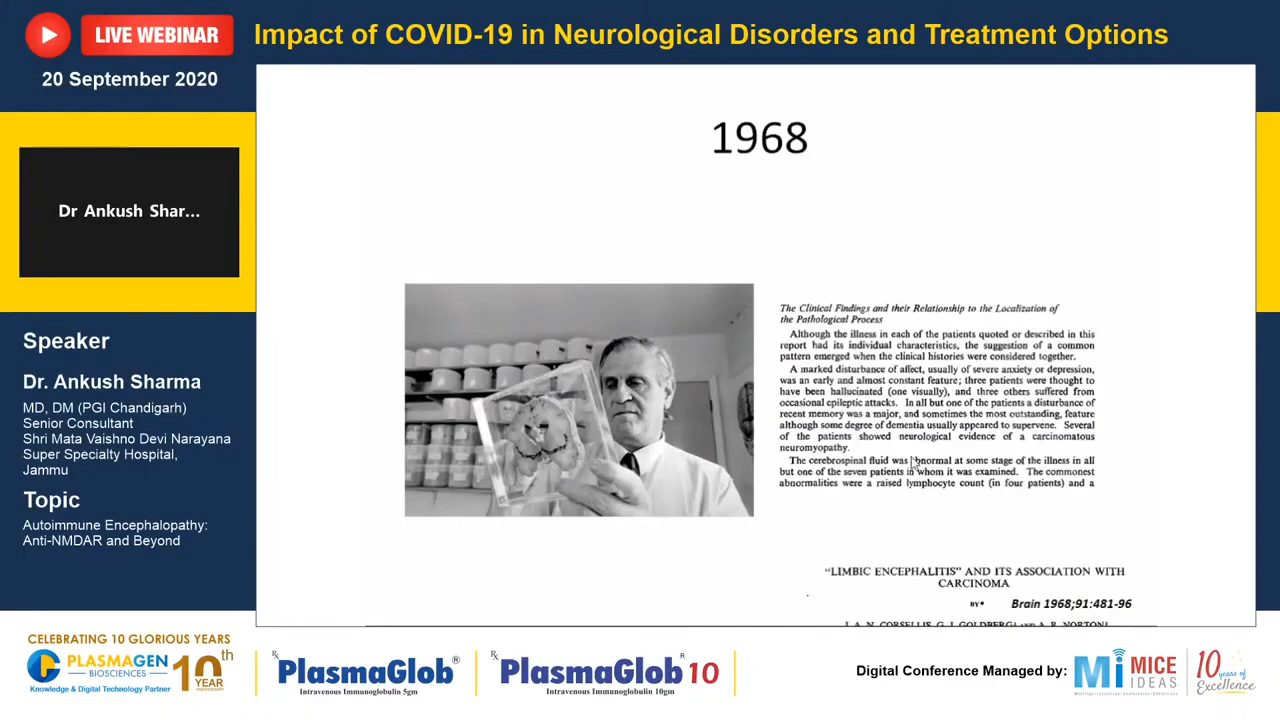 LIVE WEBINAR
Impact of COVID-19 in Neurological Disorders and Treatment Options
20 September 2020
Dr Ankush Shar...
Speaker
Dr. Ankush Sharma
MD, DM (PGI Chandigarh)
Senior Consultant
Shri Mata Vaishno Devi Narayana
Super Specialty Hospital,
Jammu
Topic
Autoimmune Encephalopathy:
Anti-NMDAR and Beyond
1968
The Clinical Findings and their Relationship to the Localization of
the Pathological Process
Although the illness in each of the patients quoted or described in this
report had its individual characteristics, the suggestion of a common
pattern emerged when the clinical histories were considered together.
A marked disturbance of affect, usually of severe anxiety or depression,
was an early and almost constant feature; three patients were thought to
have been hallucinated (one visually), and three others suffered from
occasional epileptic attacks. In all but one of the patients a disturbance of
recent memory was a major, and sometimes the most outstanding, feature
although some degree of dementia usually appeared to supervene. Several
of the patients showed neurological evidence of a carcinomatous
neuromyopathy.
The cerebrospinal fluid was abnormal at some stage of the illness in all
but one of the seven patients in whom it was examined. The commonest
abnormalities were a raised lymphocyte count (in four patients) and a
"LIMBIC ENCEPHALITIS" AND ITS ASSOCIATION WITH
CARCINOMA
BY
Brain 1968;91:481-96
J. A. N. CORSELLIS, G. J. GOLDBERG AND A. R. NORTON
CELEBRATING 10 GLORIOUS YEARS
PLASMAGEN
BIOSCIENCES
Knowledge & Digital Technology Partner
10th
YEAR
ANNIVERSARY
Rx
PlasmaGlob®
Intravenous Immunoglobulin 5gm
Rx
PlasmaGlob® 10
Intravenous Immunoglobulin 10gm
Digital Conference Managed by:
Mi MICE
IDEAS
10 years of
Excellence